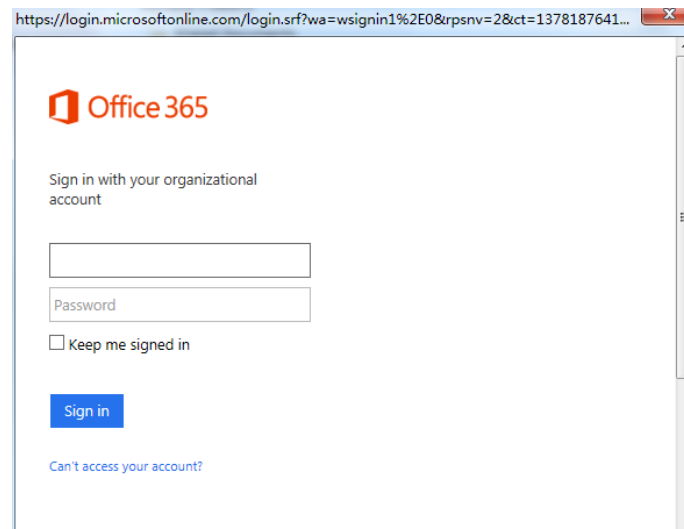 https://login.microsoftonline.com/login.srf?wa=wsignin1%2E0&rpsnv=2&ct=1378187641...
Office 365
Sign in with your organizational
account
Password
Keep me signed in
Sign in
Can't access your account?